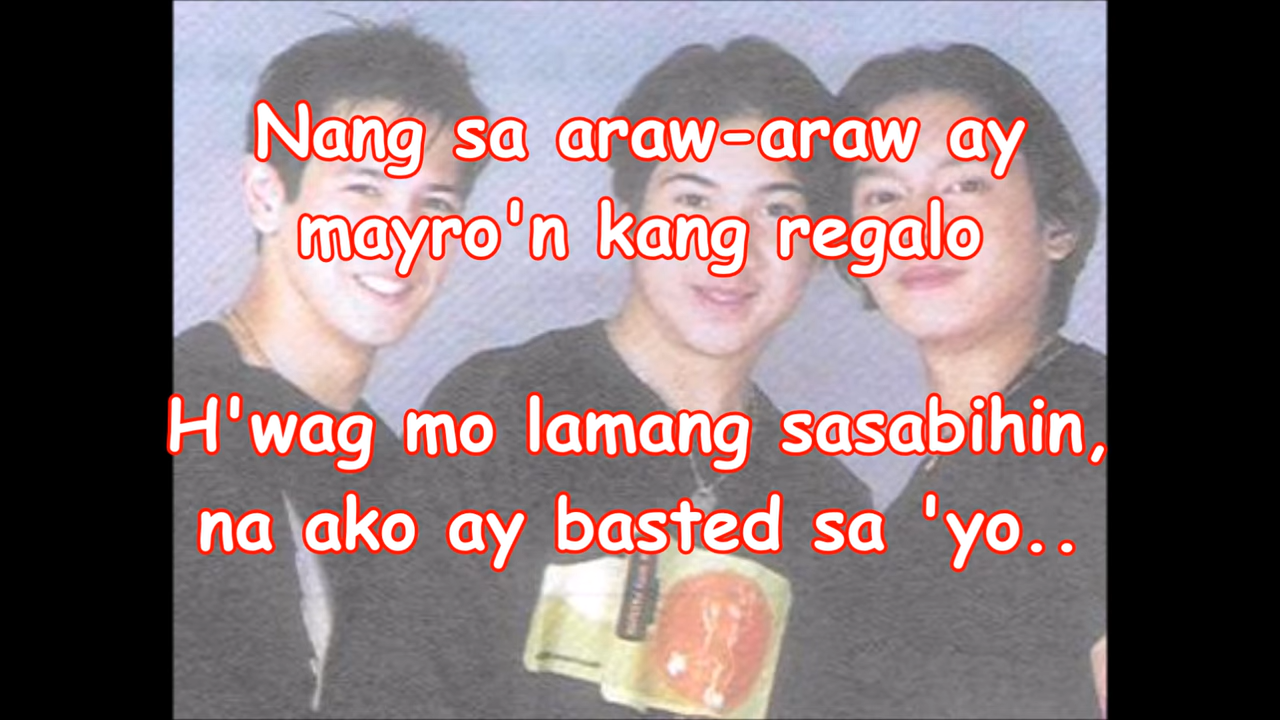 Nang sa araw-araw ay
mayro'n kang regalo
H'wag mo lamang sasabihin,
na ako ay basted sa 'yo..